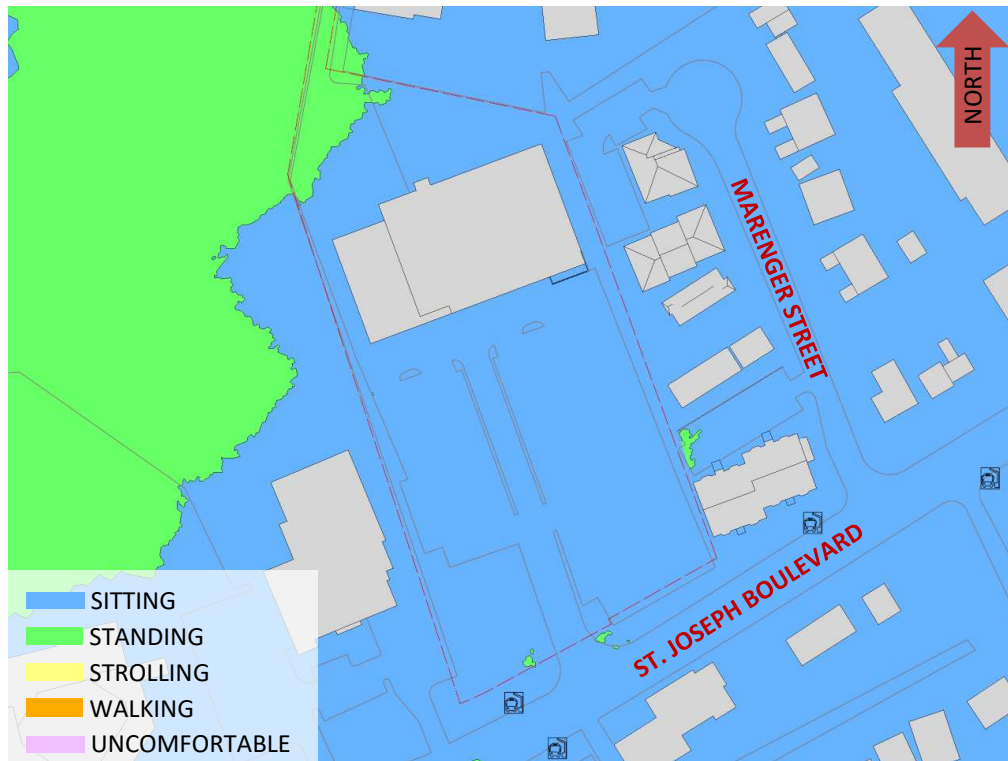 NORTH
MARENGER STREET
ST. JOSEPH BOULEVARD
SITTING
STANDING
STROLLING
WALKING
UNCOMFORTABLE